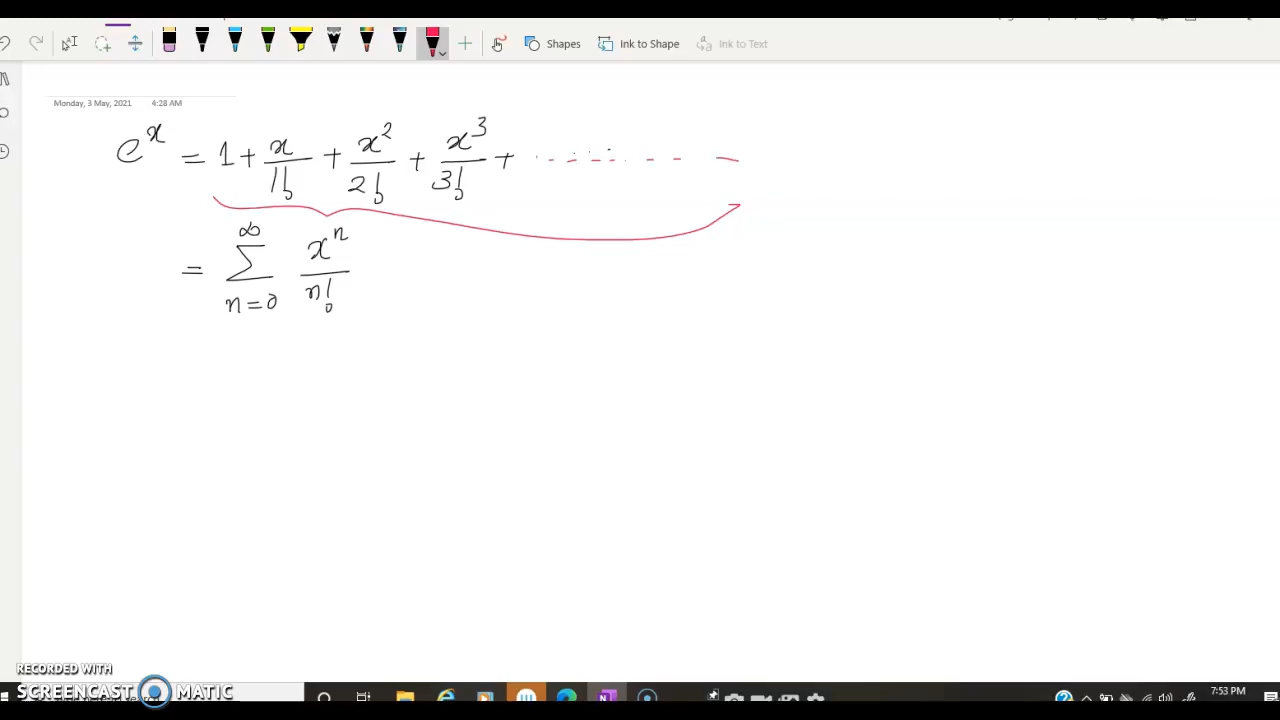 Shapes Ink to Shape Ink to Text
Monday, 3 May, 2021 4:28 AM
e^x = 1 + x/1! + x^2/2! + x^3/3! + ......
= ∑_{n=0}^{∞} x^n/n!
RECORDED WITH
SCREENCAST MATIC
7:53 PM